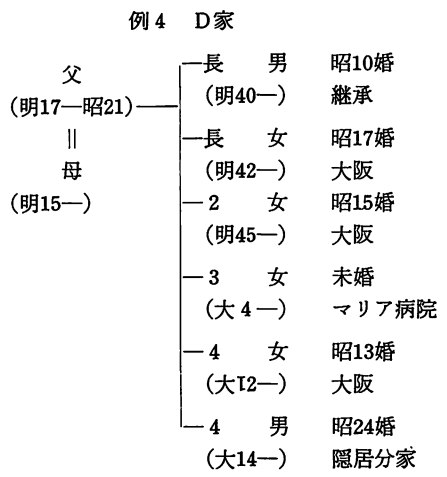 例4 D家
父
(明17—昭21)
‖
母
(明15—)
長 男 昭10婚
(明40—) 継承
長 女 昭17婚
(明42—) 大阪
2 女 昭15婚
(明45—) 大阪
3 女 未婚
(大4—) マリア病院
4 女 昭13婚
(大12—) 大阪
4 男 昭24婚
(大14—) 隠居分家